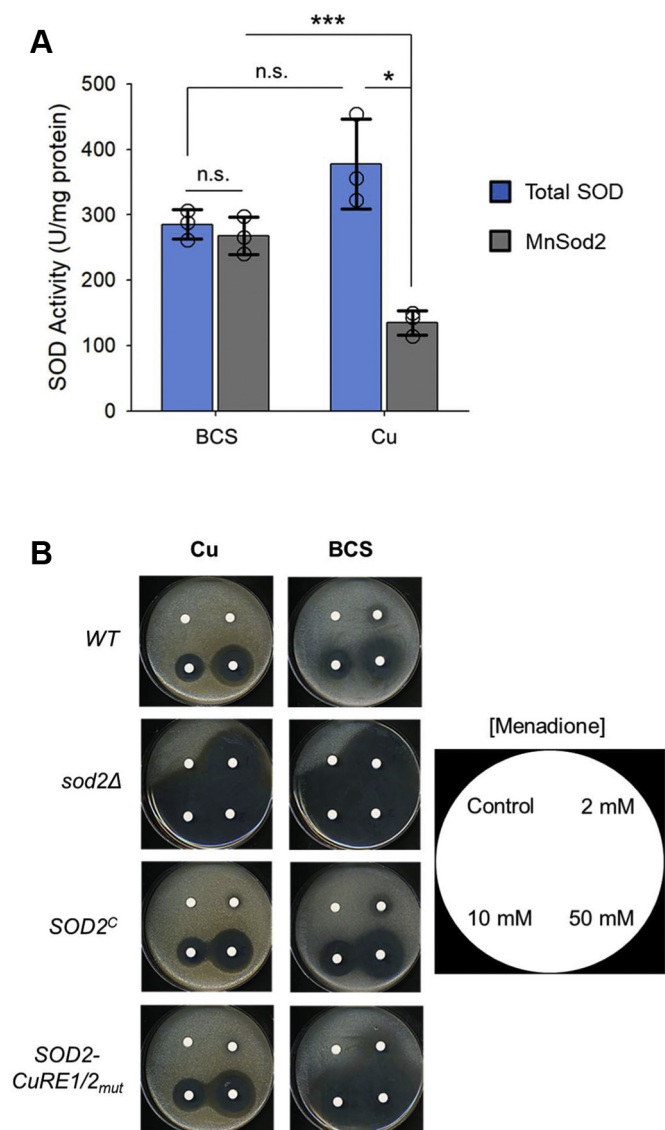 A
***
n.s.
*
n.s.
SOD Activity (U/mg protein)
500
400
300
200
100
0
BCS
Cu
Total SOD
MnSod2
B
Cu
BCS
WT
sod2Δ
SOD2ᶜ
SOD2-
CuRE1/2mut
[Menadione]
Control
2 mM
10 mM
50 mM